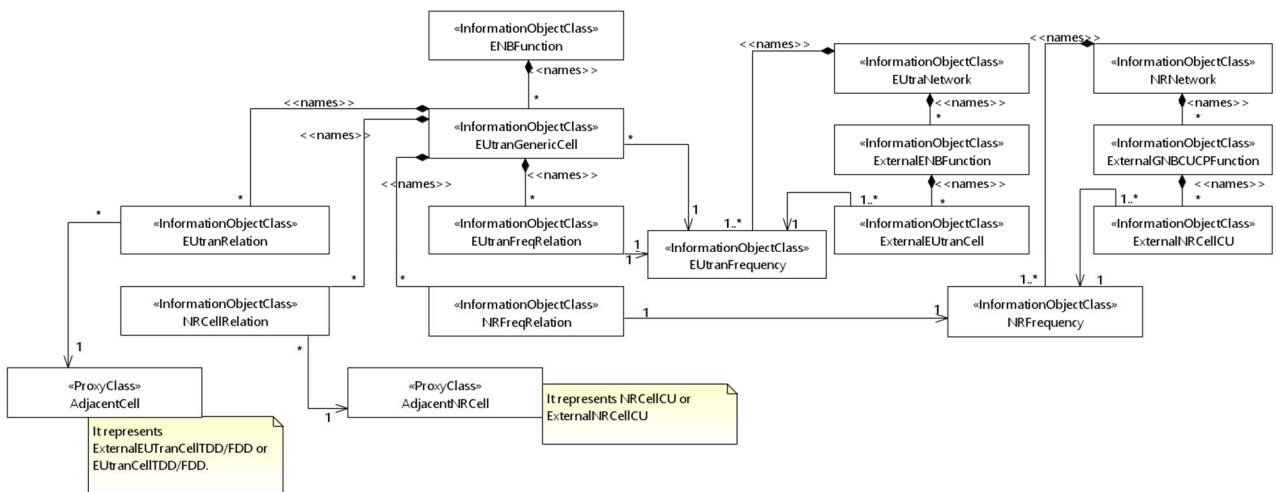 «InformationObjectClass»
ENBFunction
<<names>>
*
<<names>>
<<names>>
«InformationObjectClass»
EUtranGenericCell
*
<<names>>
<<names>>
*
*
*
*
*
«InformationObjectClass»
EUtranRelation
«InformationObjectClass»
EUtranFreqRelation
1
1
1
«InformationObjectClass»
EUtranFrequency
<<names>>
1..*
«InformationObjectClass»
EUtraNetwork
<<names>>
*
«InformationObjectClass»
ExternalENBFunction
<<names>>
*
1..*
1
«InformationObjectClass»
ExternalEUtranCell
<<names>>
1..*
«InformationObjectClass»
NRNetwork
<<names>>
*
«InformationObjectClass»
ExternalGNBCUCPFunction
<<names>>
*
1..*
1
«InformationObjectClass»
ExternalNRCellCU
«InformationObjectClass»
NRCellRelation
«InformationObjectClass»
NRFreqRelation
1
1
«InformationObjectClass»
NRFrequency
1
*
1
«ProxyClass»
AdjacentCell
It represents
ExternalEUTranCellTDD/FDD or
EUtranCellTDD/FDD.
«ProxyClass»
AdjacentNRCell
It represents NRCellCU or
ExternalNRCellCU